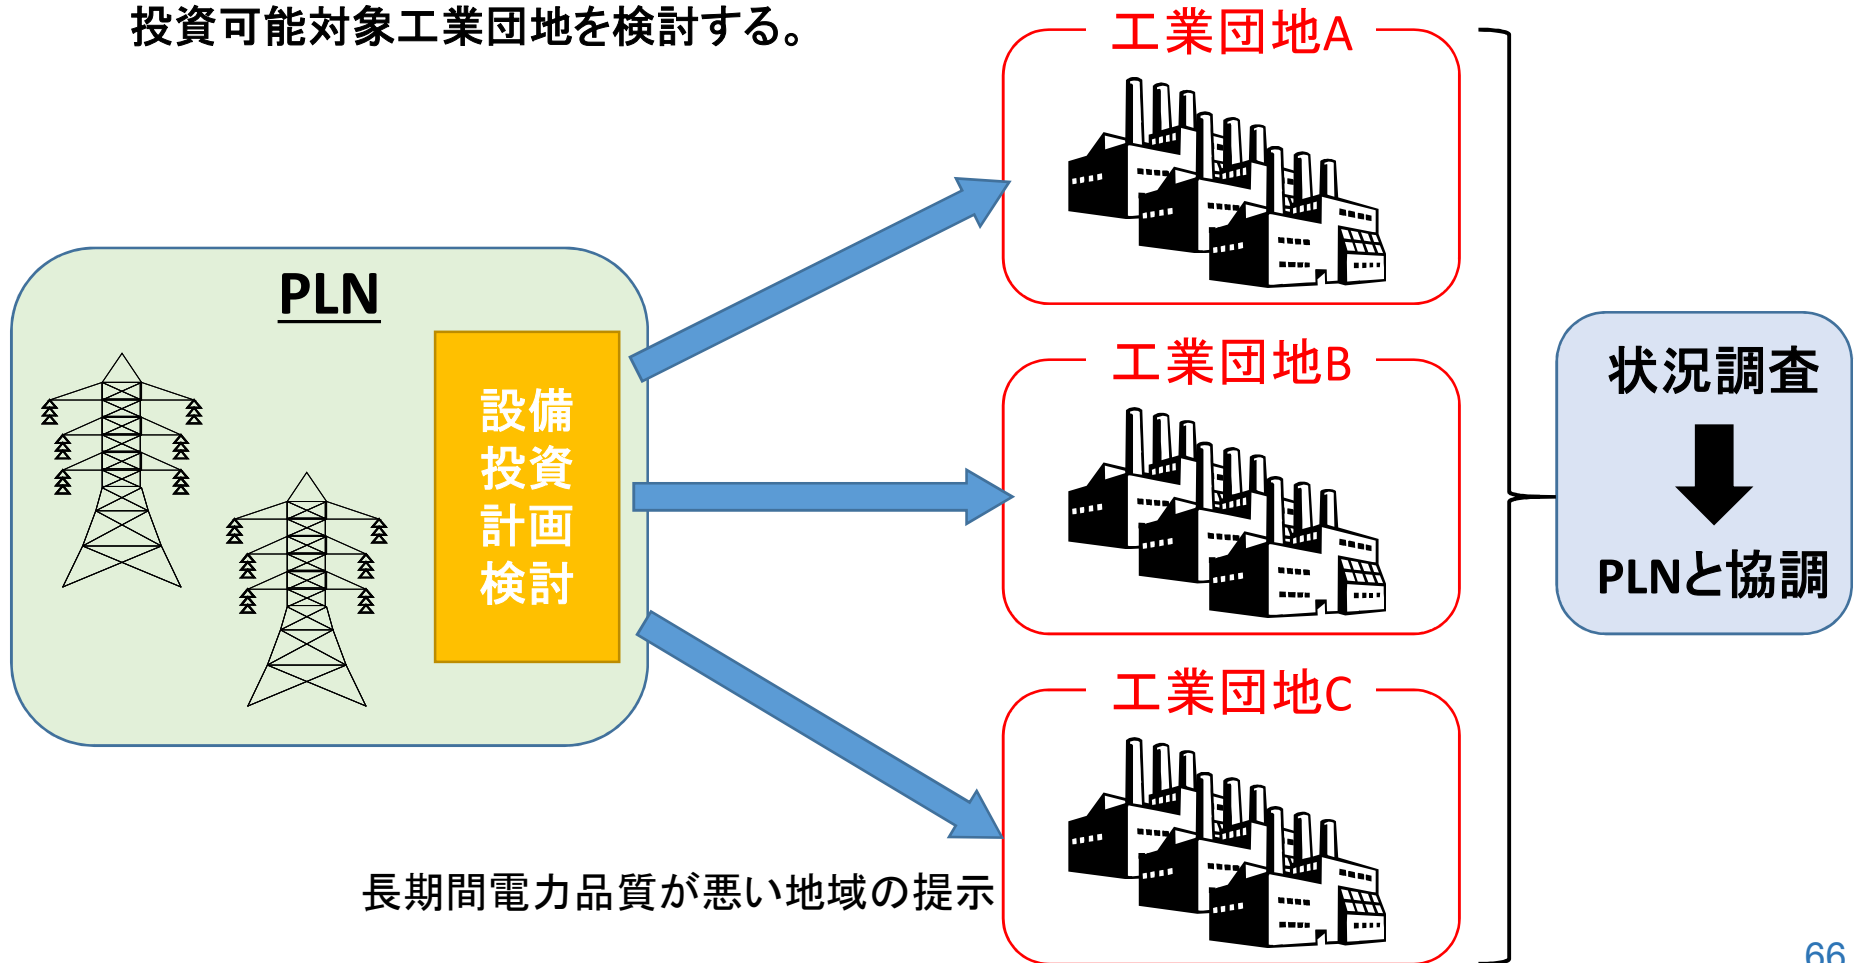 投資可能対象工業団地を検討する。
PLN
設備
投資
計画
検討
工業団地A
工業団地B
工業団地C
状況調査
PLNと協調
長期間電力品質が悪い地域の提示
66